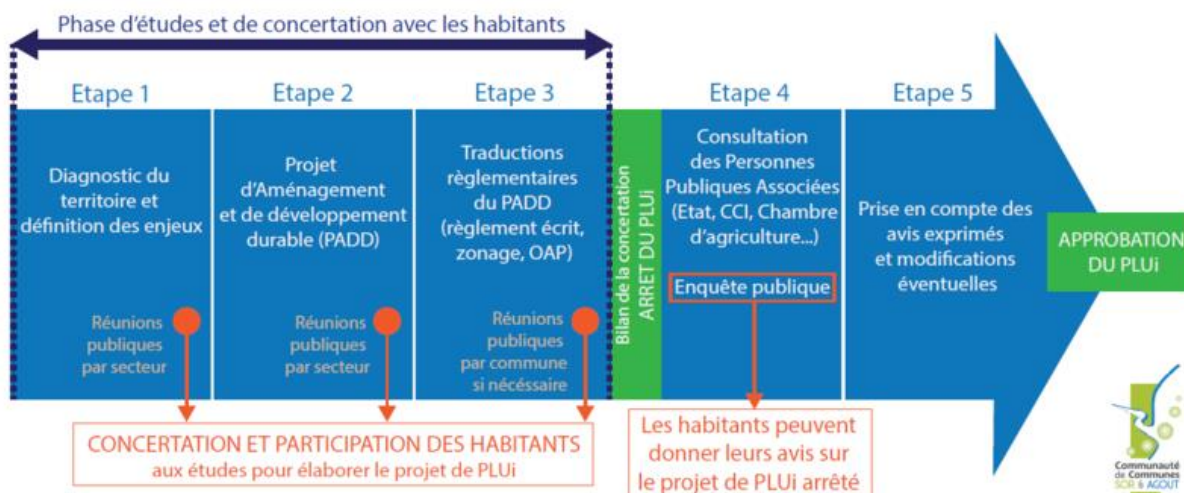 Phase d'études et de concertation avec les habitants
Etape 1
Diagnostic du
territoire et
définition des enjeux
Réunions
publiques
par secteur
Etape 2
Projet
d'Aménagement
et de développement
durable (PADD)
Réunions
publiques
par secteur
Etape 3
Traductions
règlementaires
du PADD
(règlement écrit,
zonage, OAP)
Réunions
publiques
par commune
si nécéssaire
CONCERTATION ET PARTICIPATION DES HABITANTS
aux études pour élaborer le projet de PLUi
Bilan de la concertation
ARRET DU PLUi
Etape 4
Consultation
des Personnes
Publiques Associées
(Etat, CCI, Chambre
d'agriculture...)
Enquête publique
Les habitants peuvent
donner leurs avis sur
le projet de PLUi arrêté
Etape 5
Prise en compte des
avis exprimés
et modifications
éventuelles
APPROBATION
DU PLUi
Communauté
de Communes
SOR & AGOUT